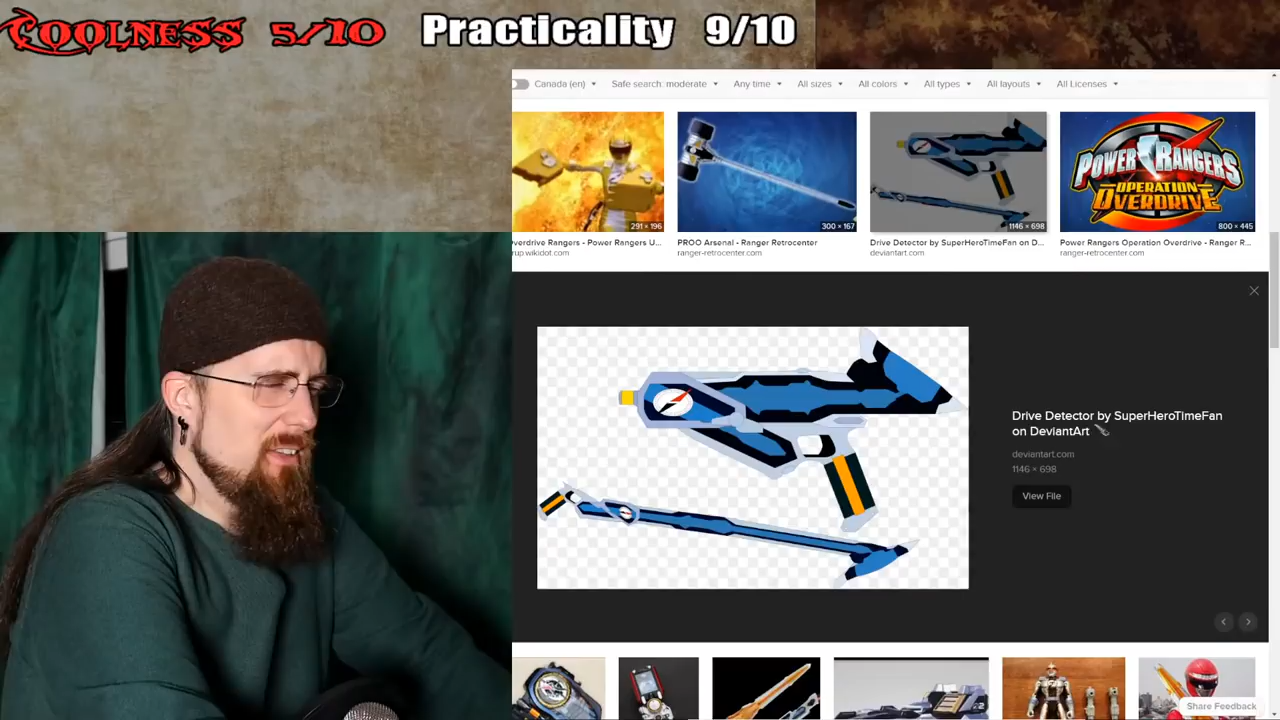 COOLNESS 5/10 Practicality 9/10
Canada (en) Safe search: moderate Any time All sizes All colors All types All layouts All Licenses
291 × 196
300 × 167
1146 × 698
POWER RANGERS
OPERATION
OVERDRIVE
800 × 445
verdrive Rangers - Power Rangers U...
rup.wikidot.com
PROO Arsenal - Ranger Retrocenter
ranger-retrocenter.com
Drive Detector by SuperHeroTimeFan on D...
deviantart.com
Power Rangers Operation Overdrive - Ranger R...
ranger-retrocenter.com
Drive Detector by SuperHeroTimeFan
on DeviantArt
deviantart.com
1146 × 698
View File
Share Feedback